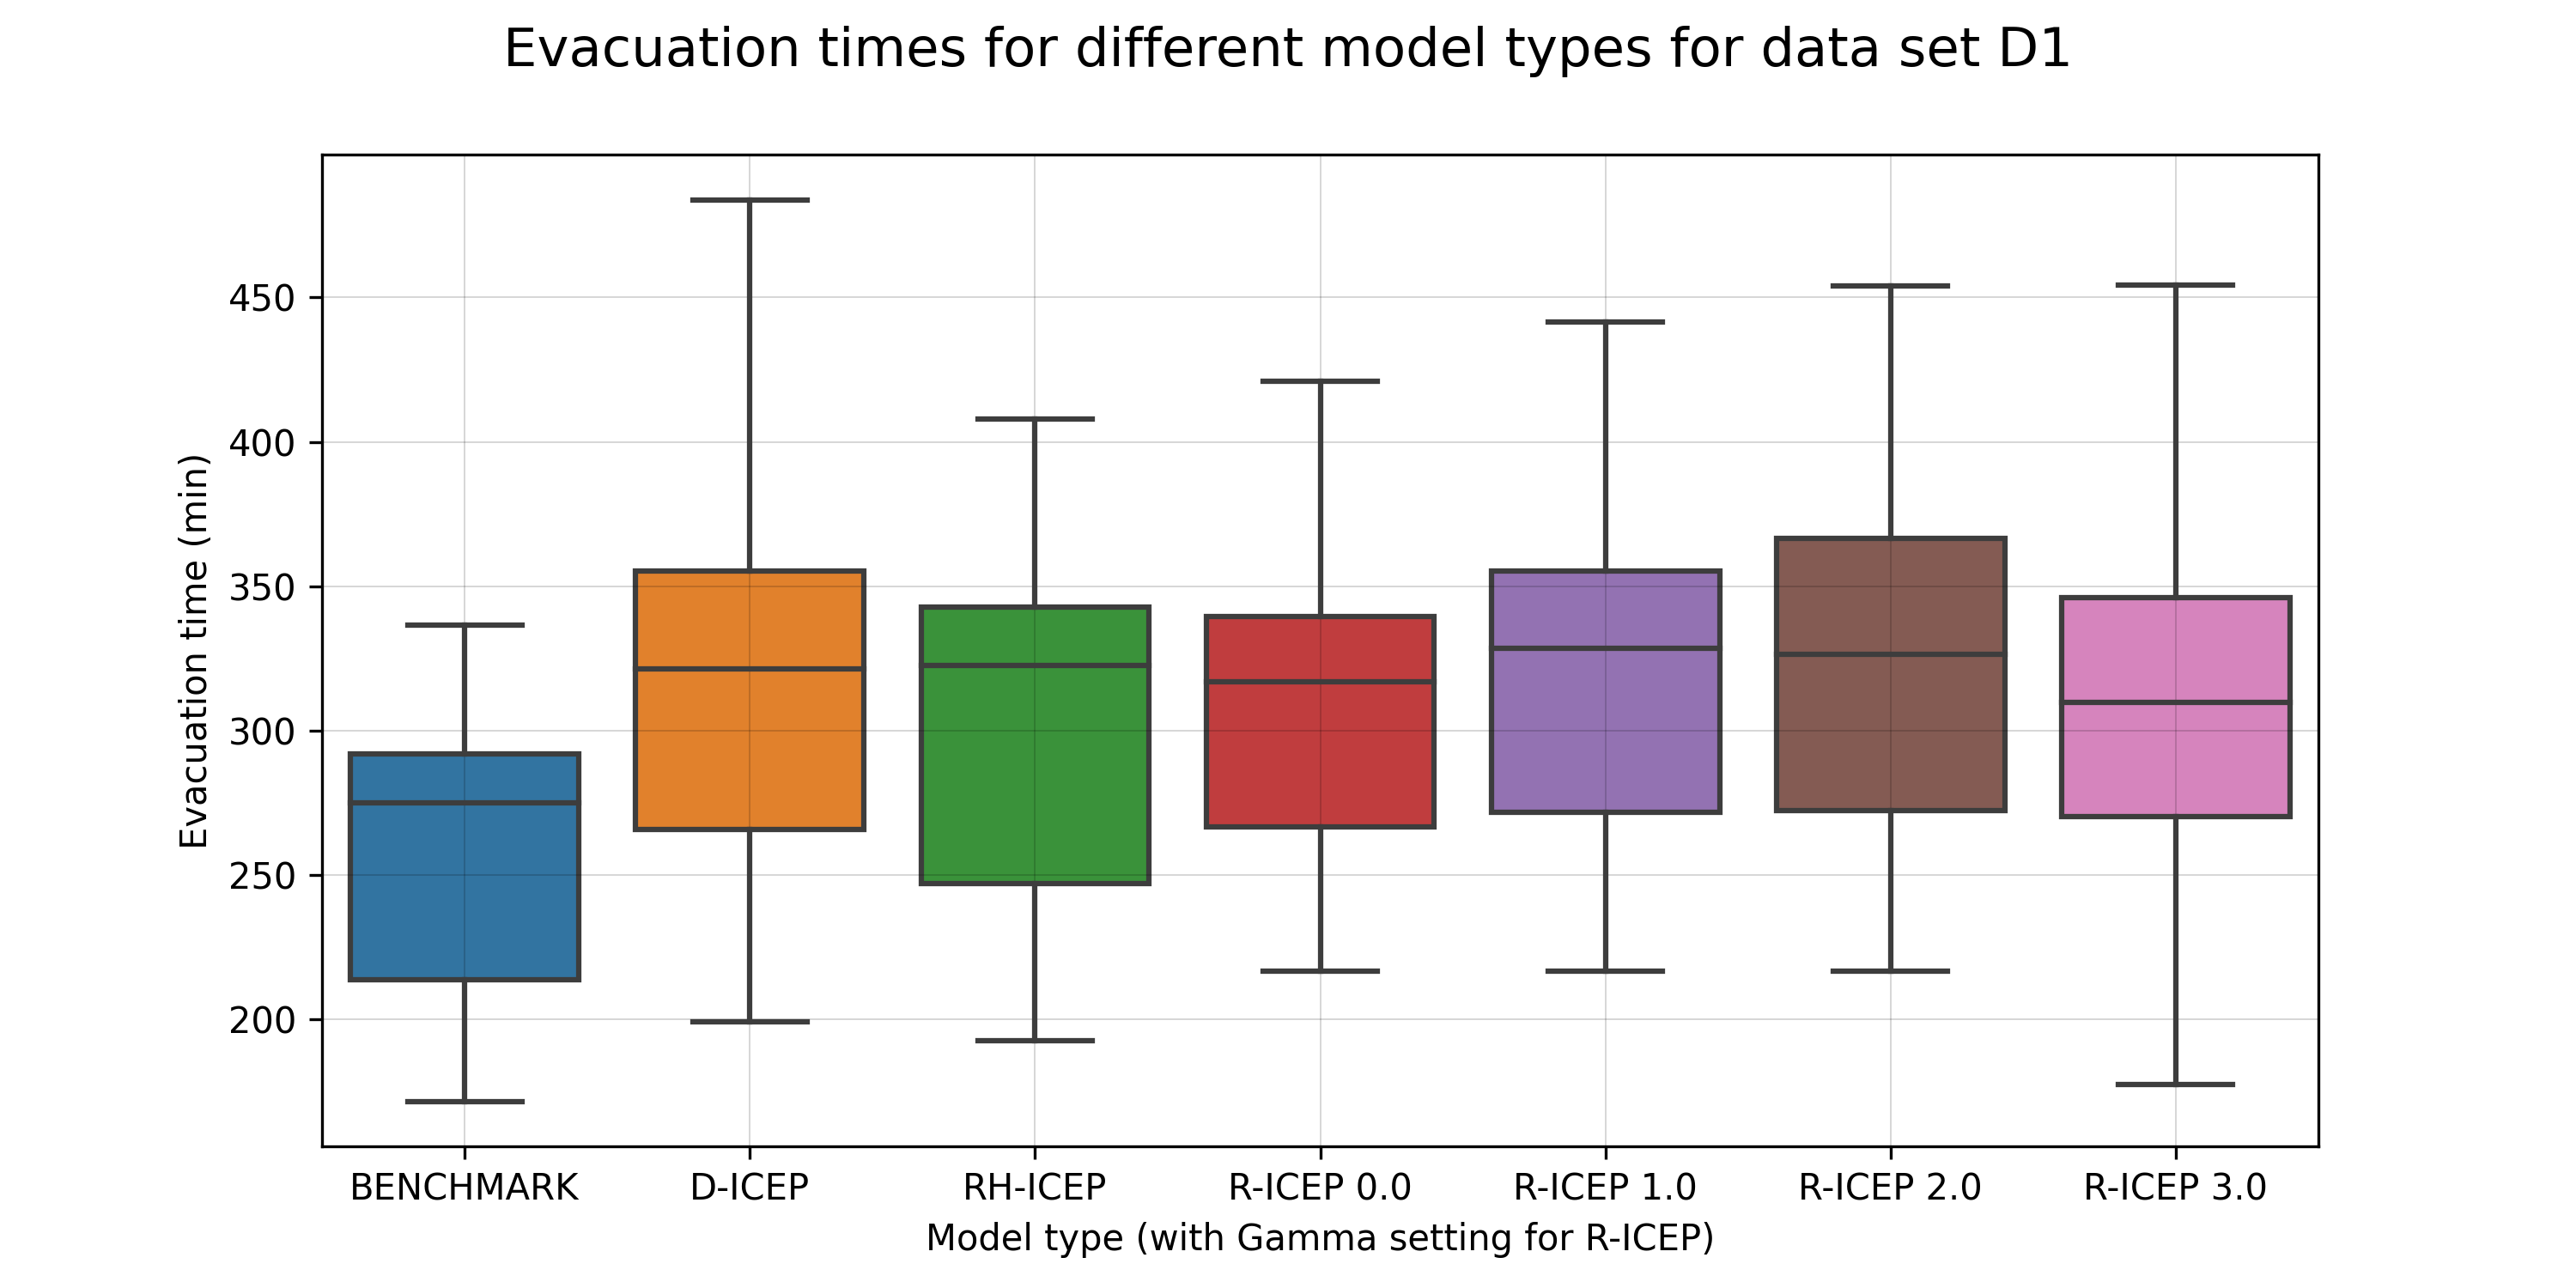 Evacuation times for different model types for data set D1
Evacuation time (min)
450
400
350
300
250
200
BENCHMARK D-ICEP RH-ICEP R-ICEP 0.0 R-ICEP 1.0 R-ICEP 2.0 R-ICEP 3.0
Model type (with Gamma setting for R-ICEP)